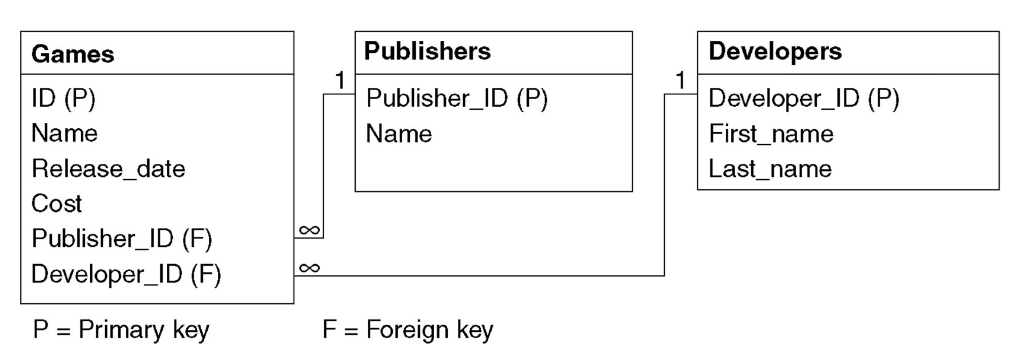 Games
ID (P)
Name
Release_date
Cost
Publisher_ID (F)
Developer_ID (F)
Publishers
Publisher_ID (P)
Name
Developers
Developer_ID (P)
First_name
Last_name
1
1
∞
∞
P = Primary key
F = Foreign key